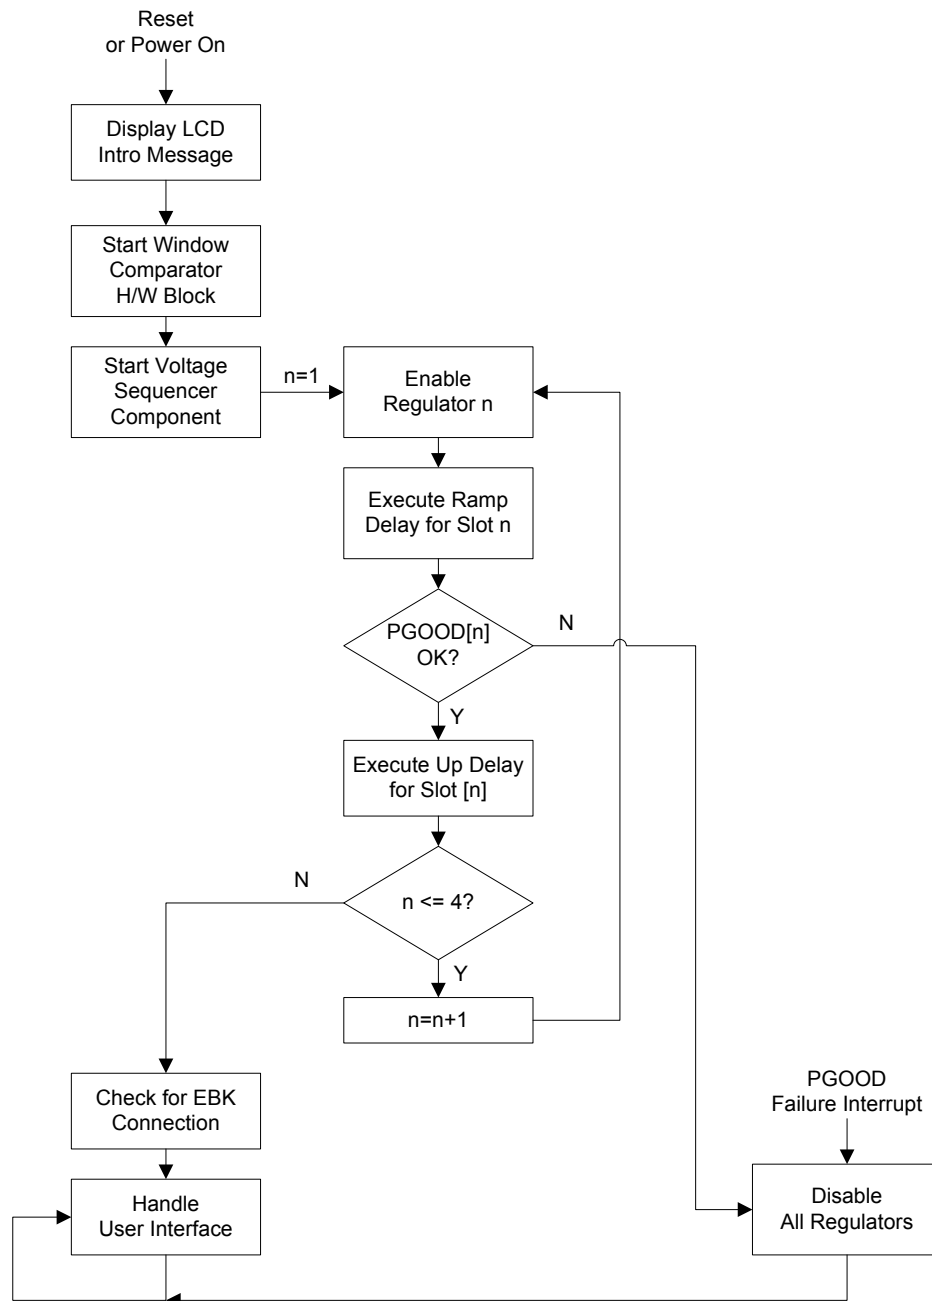 Reset
or Power On
Display LCD
Intro Message
Start Window
Comparator
H/W Block
Start Voltage
Sequencer
Component
n=1
Enable
Regulator n
Execute Ramp
Delay for Slot n
PGOOD[n]
OK?
N
Y
Execute Up Delay
for Slot [n]
n <= 4?
N
Y
n=n+1
Check for EBK
Connection
Handle
User Interface
PGOOD
Failure Interrupt
Disable
All Regulators